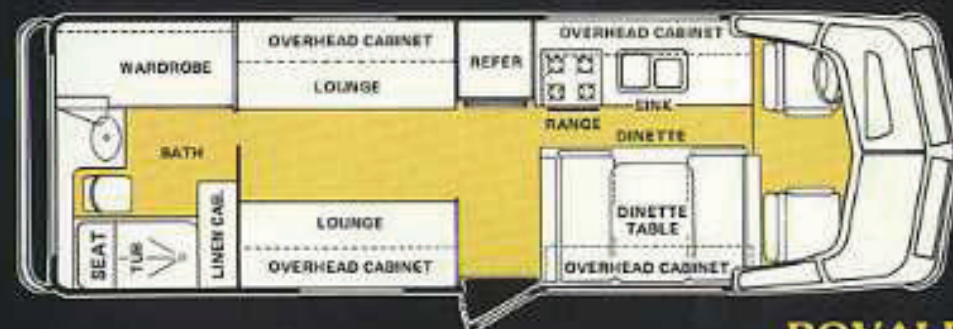 WARDROBE
OVERHEAD CABINET
LOUNGE
REFER
OVERHEAD CABINET
SINK
RANGE
DINETTE
BATH
SEAT
TUB
LINEN CAB.
LOUNGE
OVERHEAD CABINET
DINETTE
TABLE
OVERHEAD CABINET